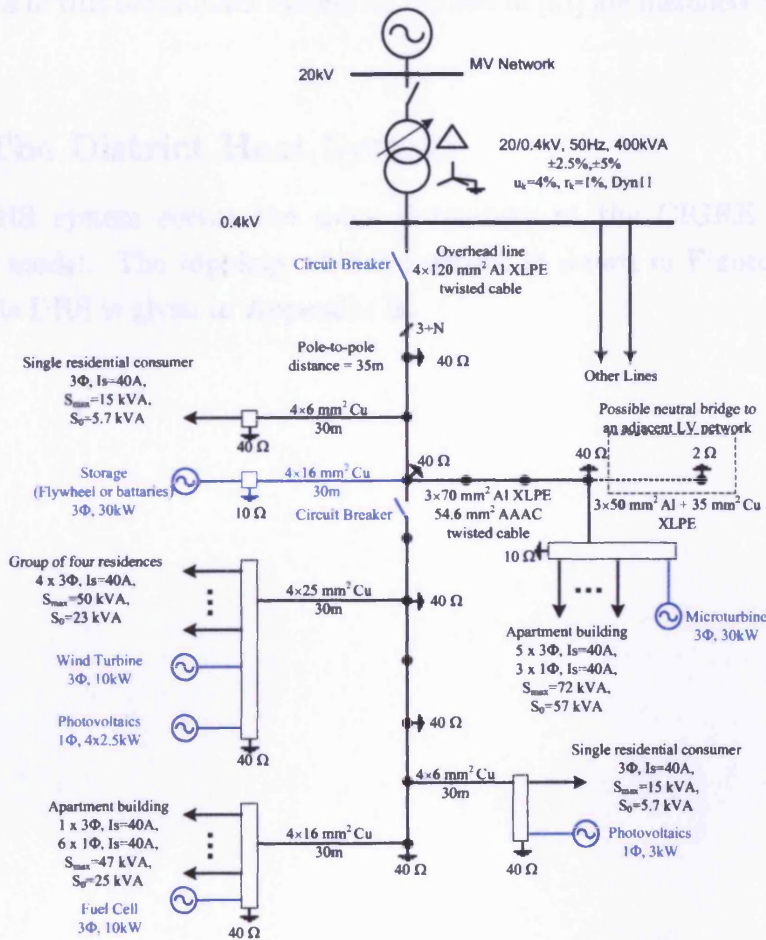 20kV
MV Network
20/0.4kV, 50Hz, 400kVA
±2.5%,±5%
uk=4%, rk=1%, Dyn11
0.4kV
Circuit Breaker
Overhead line
4×120 mm² Al XLPE
twisted cable
3+N
Pole-to-pole
distance = 35m
40 Ω
Other Lines
Single residential consumer
3Φ, Is=40A,
Smax=15 kVA,
S0=5.7 kVA
4×6 mm² Cu
30m
40 Ω
Possible neutral bridge to
an adjacent LV network
40 Ω
40 Ω
2 Ω
Storage
(Flywheel or battaries)
3Φ, 30kW
4×16 mm² Cu
30m
10 Ω
3×70 mm² Al XLPE
54.6 mm² AAAC
twisted cable
3×50 mm² Al + 35 mm² Cu
XLPE
Circuit Breaker
10 Ω
Group of four residences
4 x 3Φ, Is=40A,
Smax=50 kVA,
S0=23 kVA
4×25 mm² Cu
30m
40 Ω
Microturbine
3Φ, 30kW
Apartment building
5 x 3Φ, Is=40A,
3 x 1Φ, Is=40A,
Smax=72 kVA,
S0=57 kVA
Wind Turbine
3Φ, 10kW
Photovoltaics
1Φ, 4x2.5kW
40 Ω
40 Ω
Single residential consumer
3Φ, Is=40A,
Smax=15 kVA,
S0=5.7 kVA
4×6 mm² Cu
30m
Photovoltaics
1Φ, 3kW
40 Ω
Apartment building
1 x 3Φ, Is=40A,
6 x 1Φ, Is=40A,
Smax=47 kVA,
S0=25 kVA
4×16 mm² Cu
30m
40 Ω
Fuel Cell
3Φ, 10kW
40 Ω